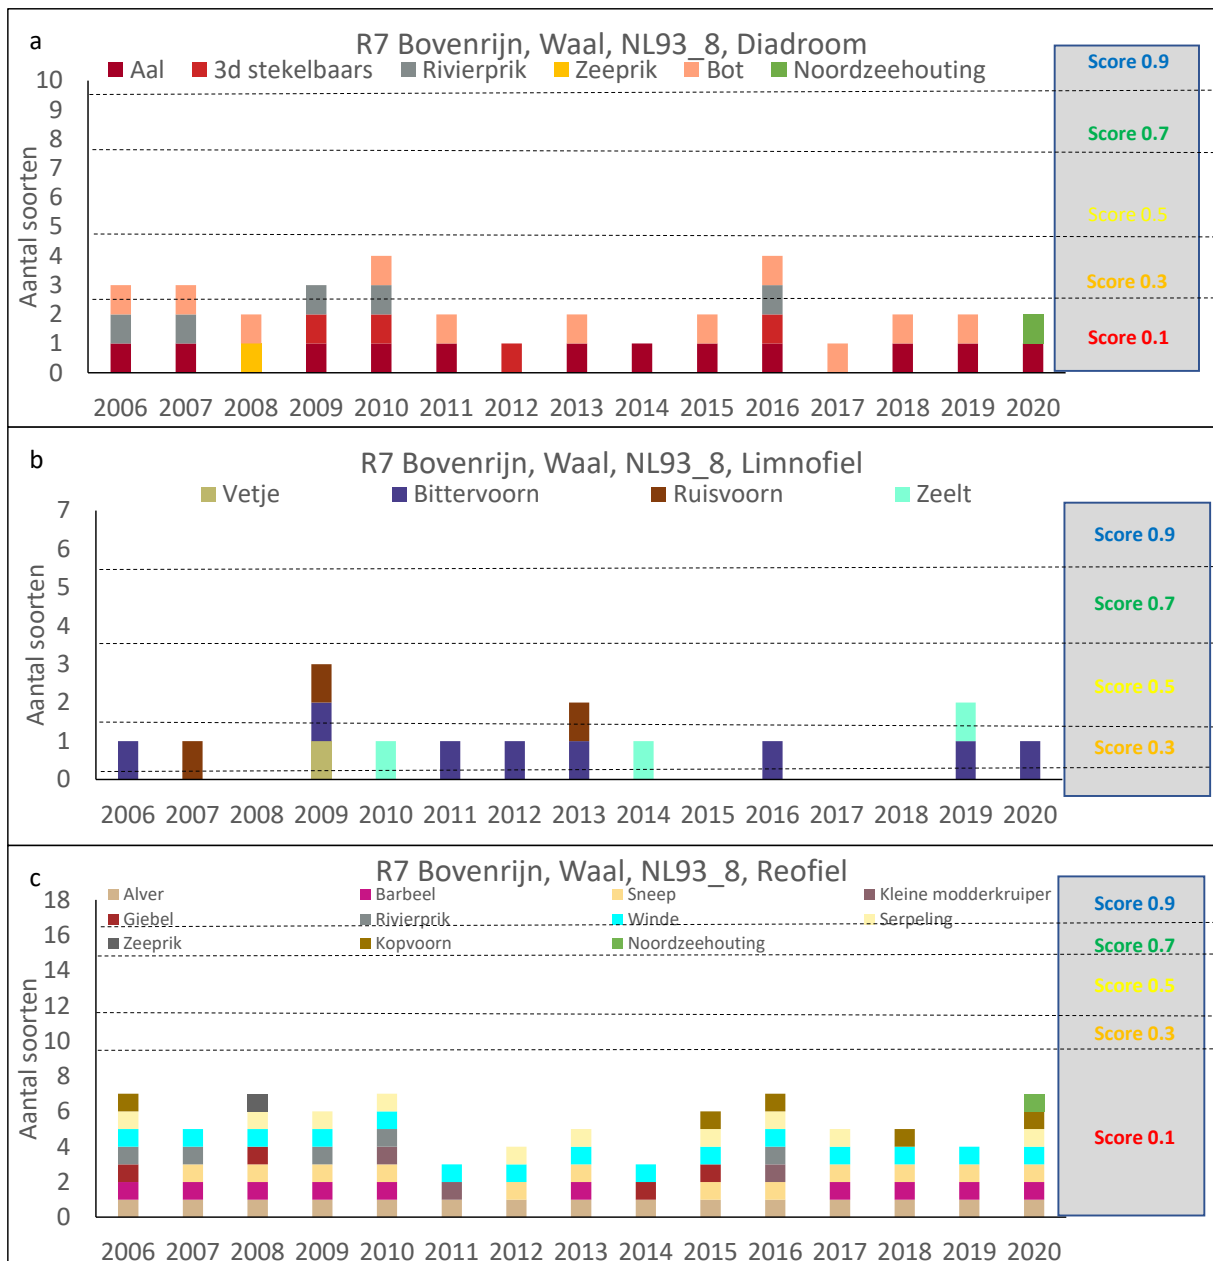 a
R7 Bovenrijn, Waal, NL93_8, Diadroom
Aal 3d stekelbaars Rivierprik Zeeprik Bot Noordzeehouting
Aantal soorten
10
9
8
7
6
5
4
3
2
1
0
2006 2007 2008 2009 2010 2011 2012 2013 2014 2015 2016 2017 2018 2019 2020
Score 0.9
Score 0.7
Score 0.5
Score 0.3
Score 0.1
b
R7 Bovenrijn, Waal, NL93_8, Limnofiel
Vetje Bittervoorn Ruisvoorn Zeelt
Aantal soorten
7
6
5
4
3
2
1
0
2006 2007 2008 2009 2010 2011 2012 2013 2014 2015 2016 2017 2018 2019 2020
Score 0.9
Score 0.7
Score 0.5
Score 0.3
c
R7 Bovenrijn, Waal, NL93_8, Reofiel
Alver Barbeel Sneep Kleine modderkruiper
Giebel Rivierprik Winde Serpeling
Zeeprik Kopvoorn Noordzeehouting
Aantal soorten
18
16
14
12
10
8
6
4
2
0
2006 2007 2008 2009 2010 2011 2012 2013 2014 2015 2016 2017 2018 2019 2020
Score 0.9
Score 0.7
Score 0.5
Score 0.3
Score 0.1